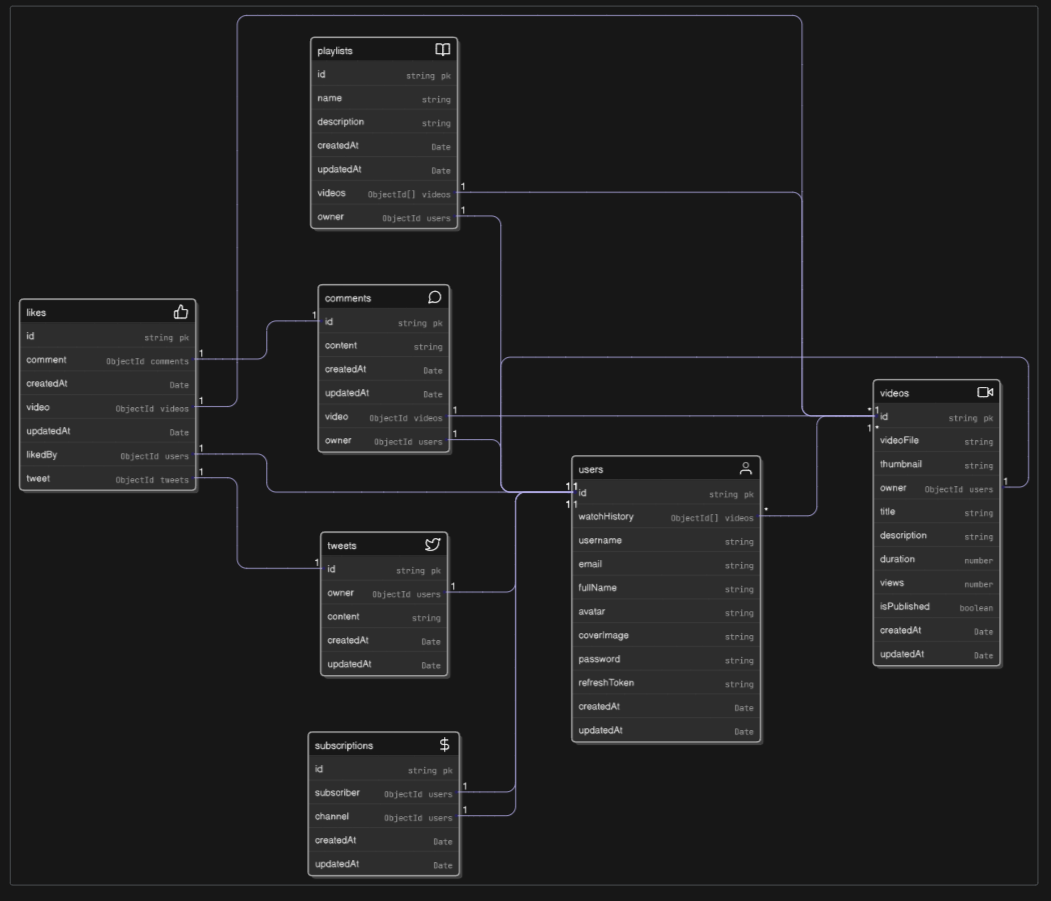 playlists
id string pk
name string
description string
createdAt Date
updatedAt Date
videos ObjectId[] videos 1
owner ObjectId users 1
likes
id string pk
comment ObjectId comments 1
createdAt Date
video ObjectId videos 1
updatedAt Date
likedBy ObjectId users 1
tweet ObjectId tweets 1
comments
1 id string pk
content string
createdAt Date
updatedAt Date
video ObjectId videos 1
owner ObjectId users 1
tweets
1 id string pk
owner ObjectId users 1
content string
createdAt Date
updatedAt Date
subscriptions
id string pk
subscriber ObjectId users 1
channel ObjectId users 1
createdAt Date
updatedAt Date
users
1 1
id string pk
1 1
watchHistory ObjectId[] videos *
username string
email string
fullName string
avatar string
coverImage string
password string
refreshToken string
createdAt Date
updatedAt Date
videos
* 1
id string pk
1 *
videoFile string
thumbnail string
owner ObjectId users 1
title string
description string
duration number
views number
isPublished boolean
createdAt Date
updatedAt Date